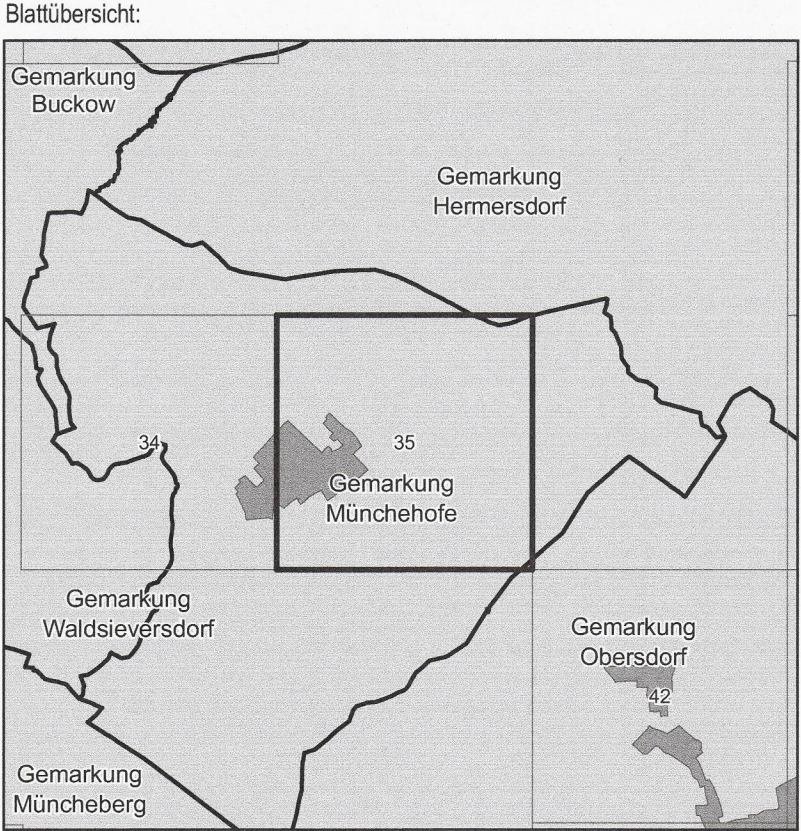 Blattübersicht:
Gemarkung
Buckow
Gemarkung
Hermersdorf
34
35
Gemarkung
Münchehofe
Gemarkung
Waldsieversdorf
Gemarkung
Obersdorf
42
Gemarkung
Müncheberg